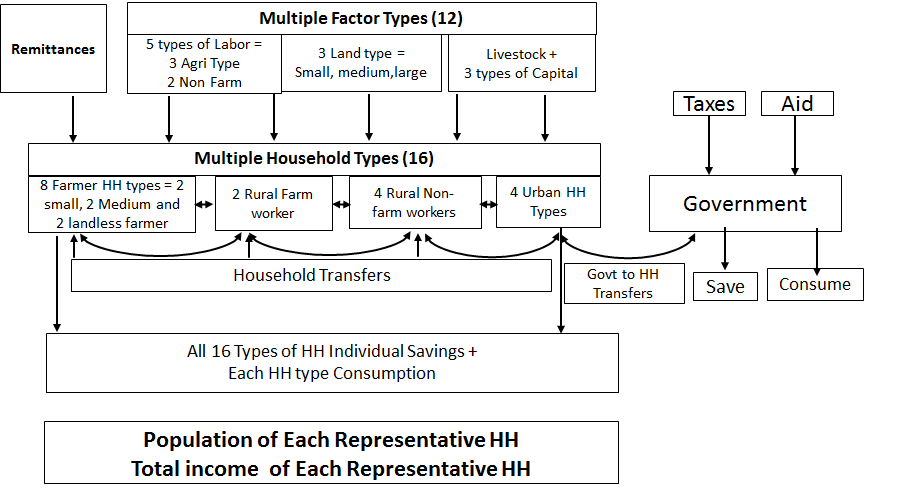 Multiple Factor Types (12)
Remittances
5 types of Labor =
3 Agri Type
2 Non Farm
3 Land type =
Small, medium,large
Livestock +
3 types of Capital
Taxes
Aid
Multiple Household Types (16)
8 Farmer HH types = 2
small, 2 Medium and
2 landless farmer
2 Rural Farm
worker
4 Rural Non-
farm workers
4 Urban HH
Types
Government
Household Transfers
Govt to HH
Transfers
Save
Consume
All 16 Types of HH Individual Savings +
Each HH type Consumption
Population of Each Representative HH
Total income  of Each Representative HH